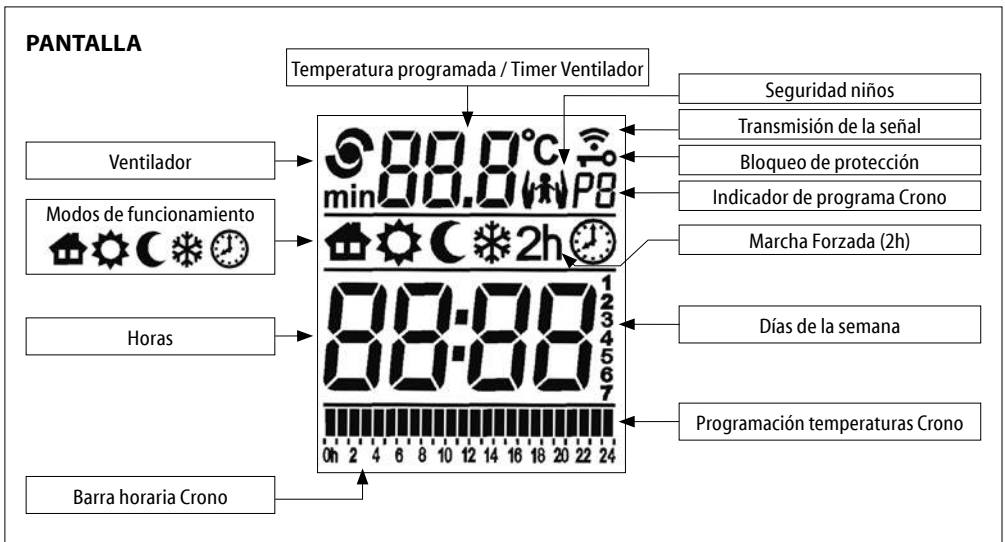 PANTALLA
Temperatura programada / Timer Ventilador
Seguridad niños
Transmisión de la señal
Ventilador
88.8°C
Bloqueo de protección
min
P8
Indicador de programa Crono
Modos de funcionamiento
2h
Marcha Forzada (2h)
Horas
88:88
1
2
3
4
5
6
7
Días de la semana
Programación temperaturas Crono
0h 2 4 6 8 10 12 14 16 18 20 22 24
Barra horaria Crono